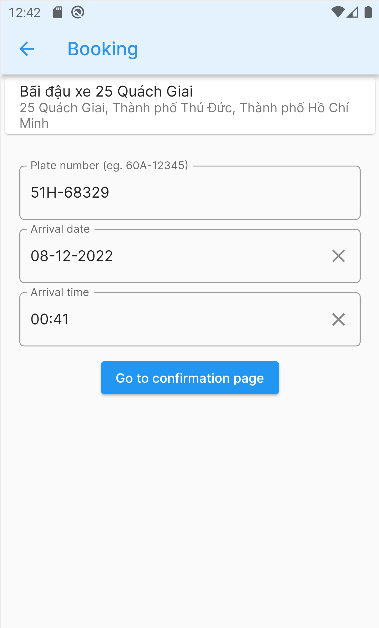 12:42
Booking
Bãi đậu xe 25 Quách Giai
25 Quách Giai, Thành phố Thủ Đức, Thành phố Hồ Chí
Minh
Plate number (eg. 60A-12345)
51H-68329
Arrival date
08-12-2022
Arrival time
00:41
Go to confirmation page